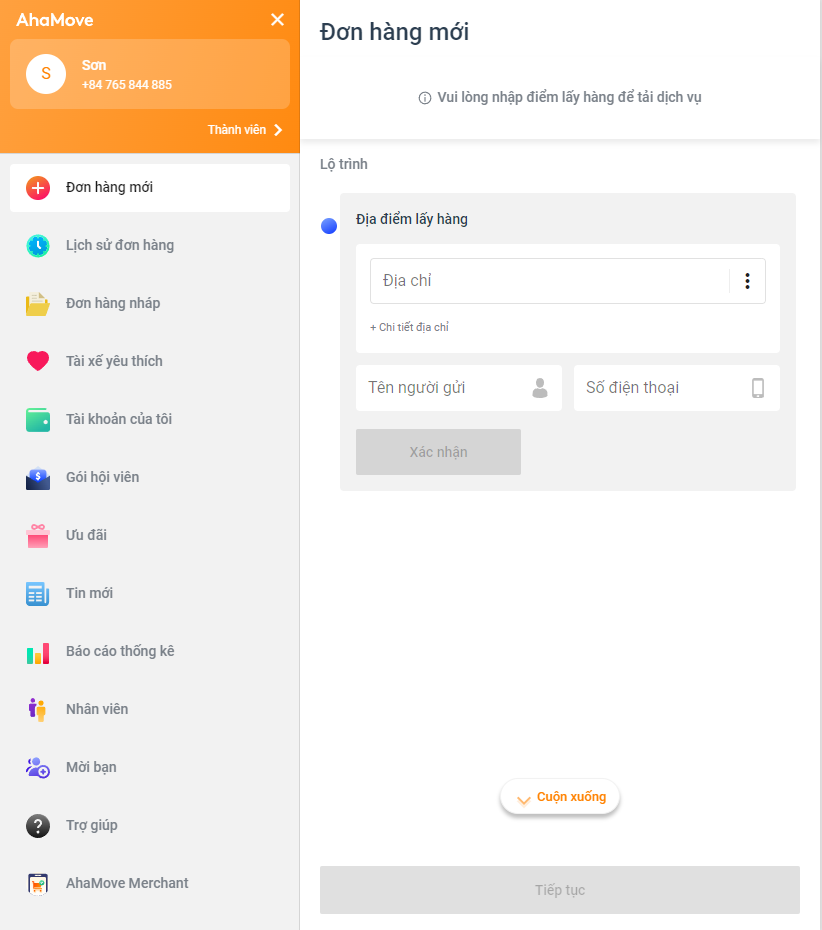 AhaMove
S
Sơn
+84 765 844 885
Thành viên
Đơn hàng mới
Lịch sử đơn hàng
Đơn hàng nháp
Tài xế yêu thích
Tài khoản của tôi
Gói hội viên
Ưu đãi
Tin mới
Báo cáo thống kê
Nhân viên
Mời bạn
Trợ giúp
AhaMove Merchant
Đơn hàng mới
Vui lòng nhập điểm lấy hàng để tải dịch vụ
Lộ trình
Địa điểm lấy hàng
Địa chỉ
+ Chi tiết địa chỉ
Tên người gửi
Số điện thoại
Xác nhận
Cuộn xuống
Tiếp tục